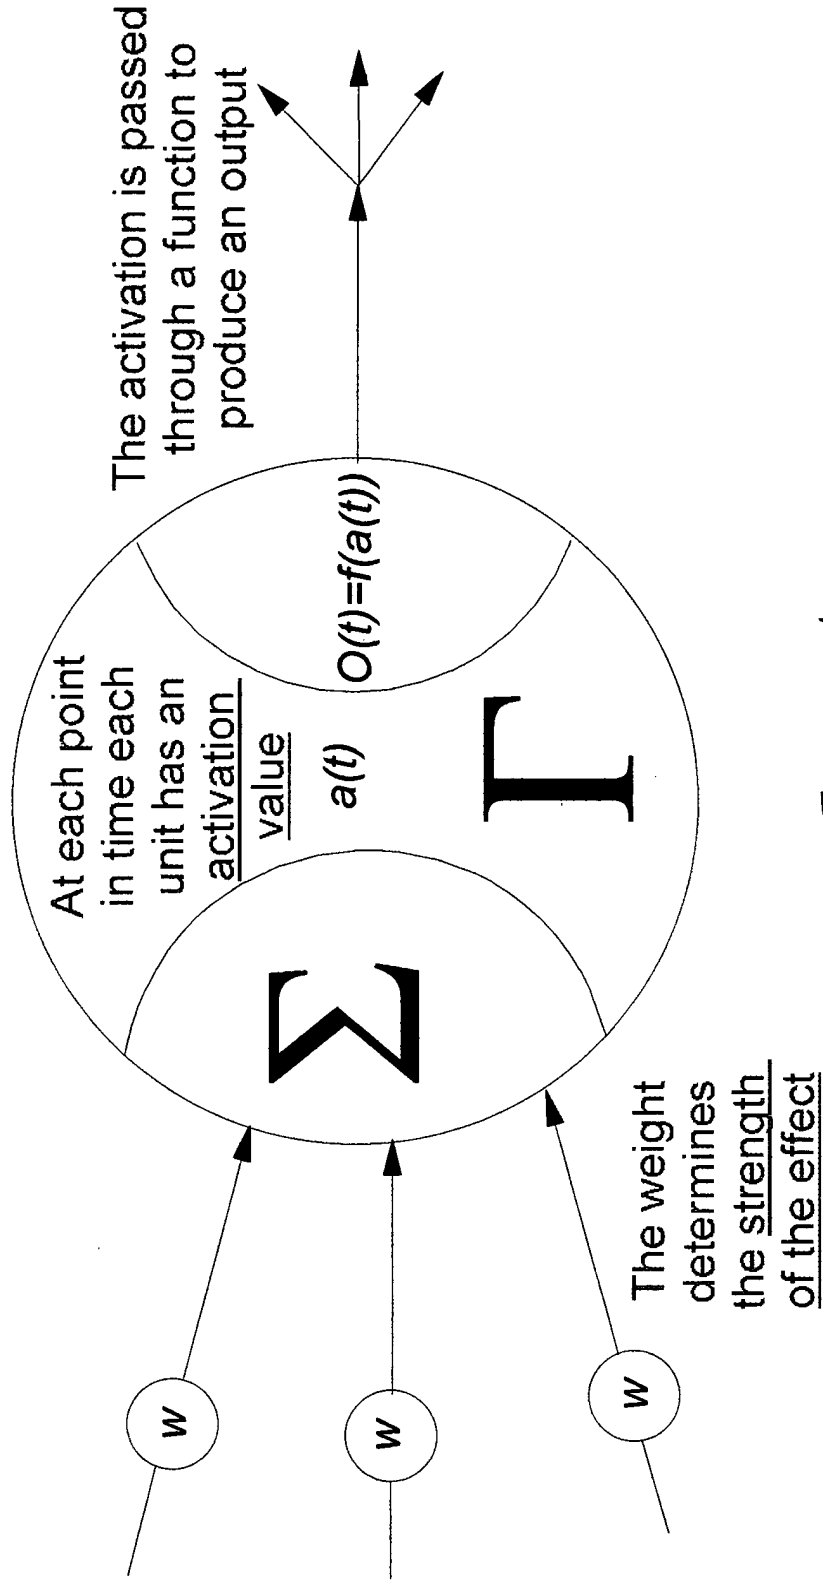 The activation is passed
through a function to
produce an output
At each point
in time each
unit has an
activation
value
a(t)
O(t)=f(a(t))
Σ
Γ
w
w
w
The weight
determines
the strength
of the effect